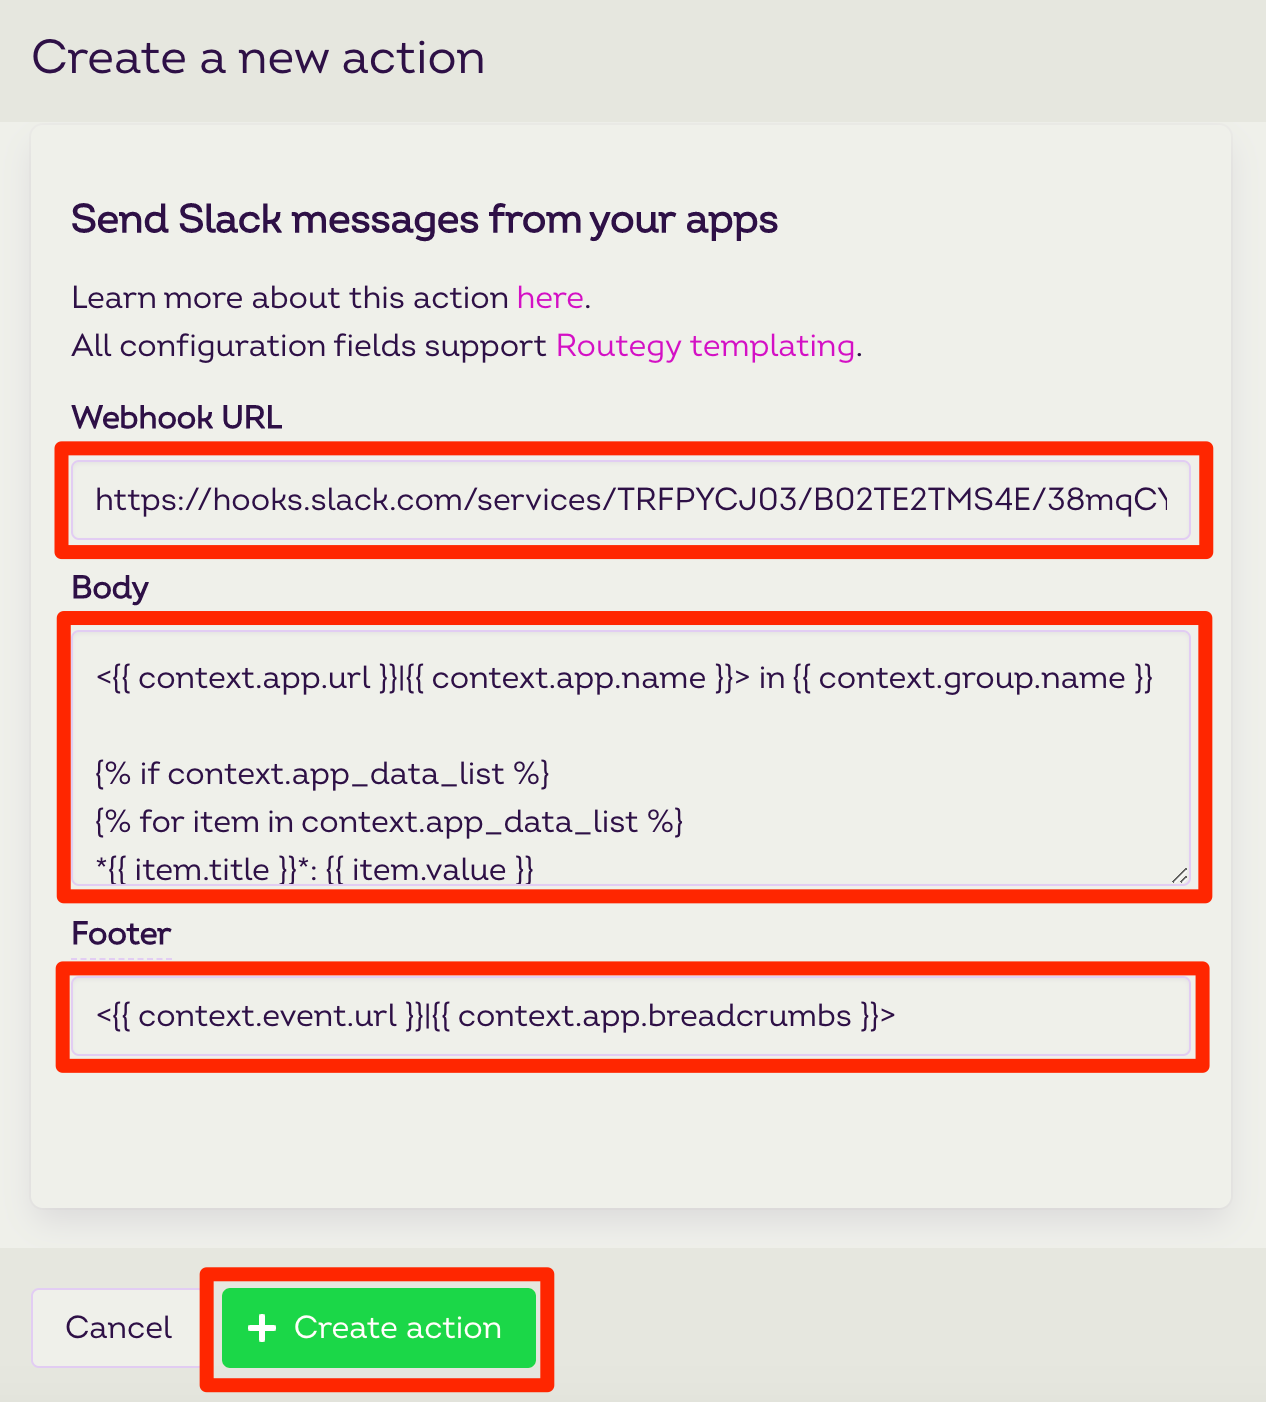 Create a new action
Send Slack messages from your apps
Learn more about this action here.
All configuration fields support Routegy templating.
Webhook URL
https://hooks.slack.com/services/TRFPYCJ03/B02TE2TMS4E/38mqCY
Body
<{{ context.app.url }}|{{ context.app.name }}> in {{ context.group.name }}
{% if context.app_data_list %}
{% for item in context.app_data_list %}
*{{ item.title }}*: {{ item.value }}
Footer
<{{ context.event.url }}|{{ context.app.breadcrumbs }}>
Cancel
+ Create action